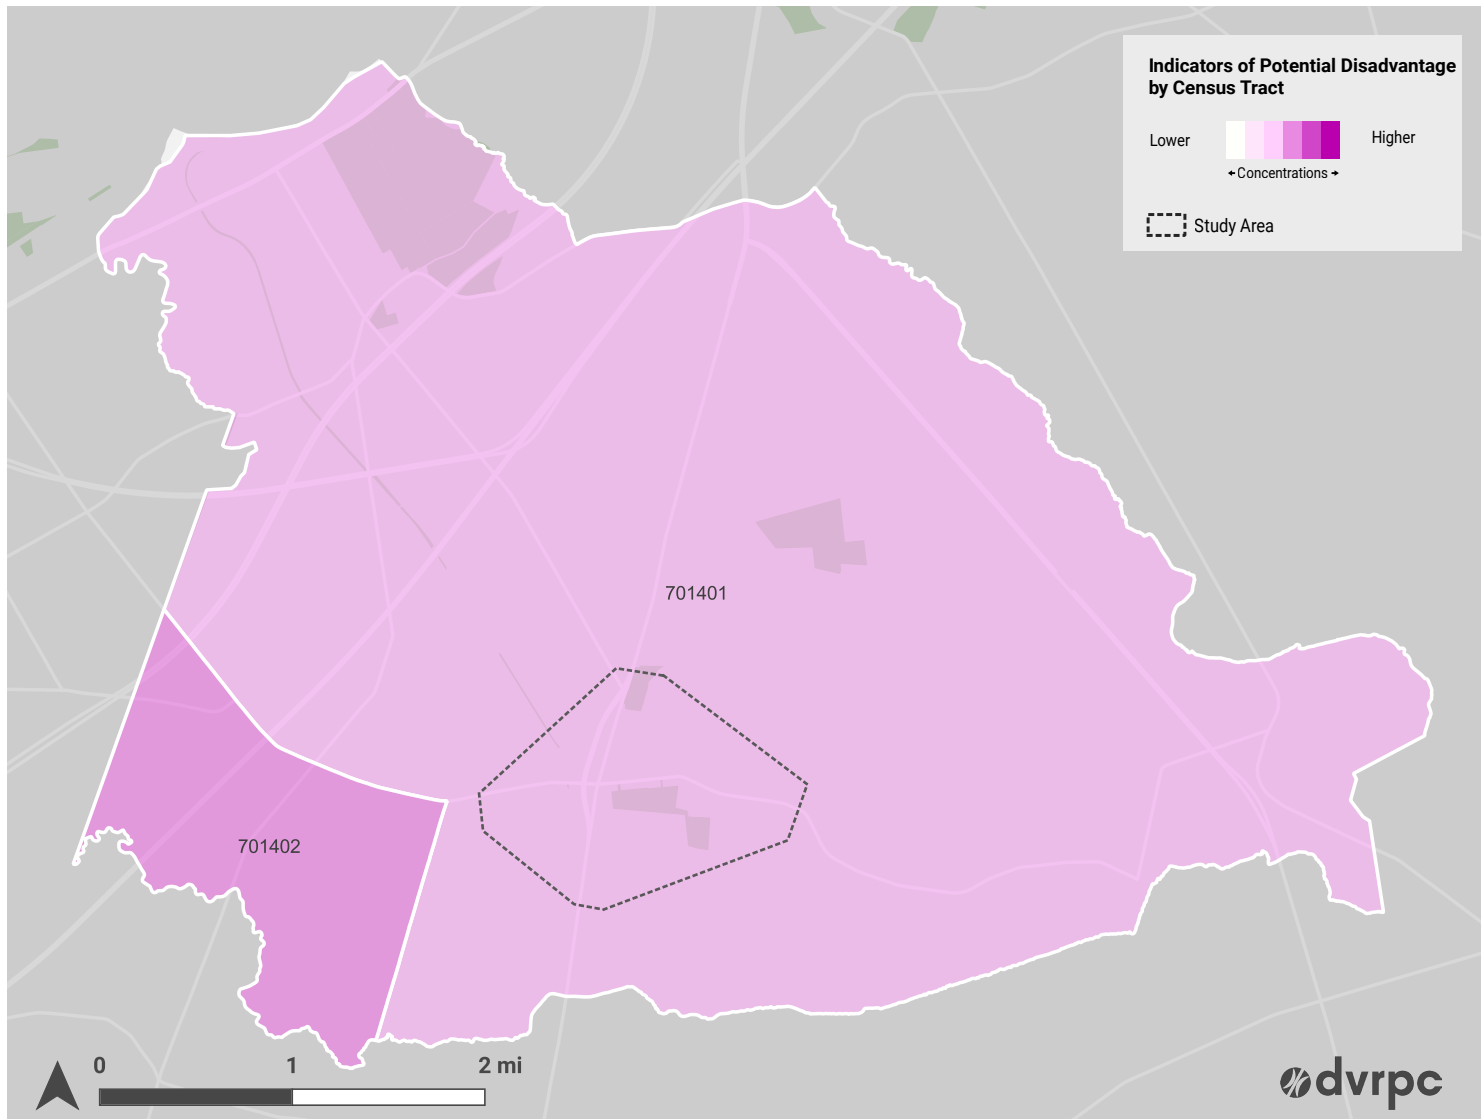 Indicators of Potential Disadvantage
by Census Tract
Lower
Higher
Concentrations
Study Area
701401
701402
0 1 2 mi
dvrpc